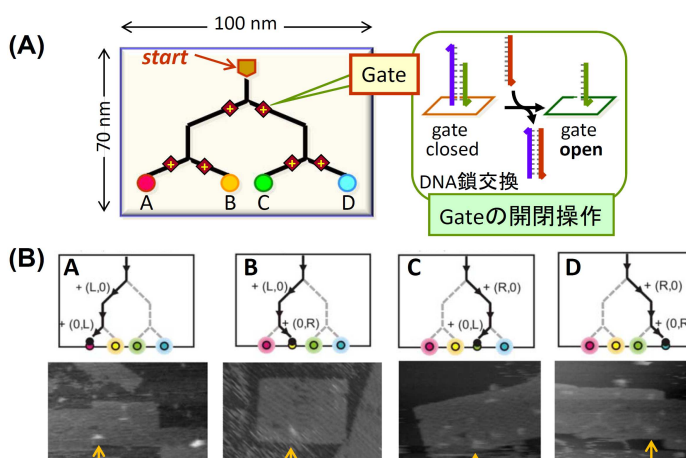 (A)
100 nm
70 nm
start
Gate
A
B
C
D
gate
closed
gate
open
DNA鎖交換
Gateの開閉操作
(B)
A
+ (L,0)
+ (0,L)
B
+ (L,0)
+ (0,R)
C
+ (R,0)
+ (0,L)
D
+ (R,0)
+ (0,R